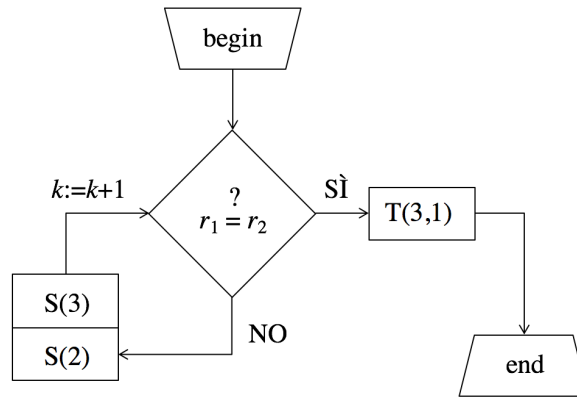 begin
k:=k+1
?
r₁ = r₂
SÌ
T(3,1)
S(3)
S(2)
NO
end